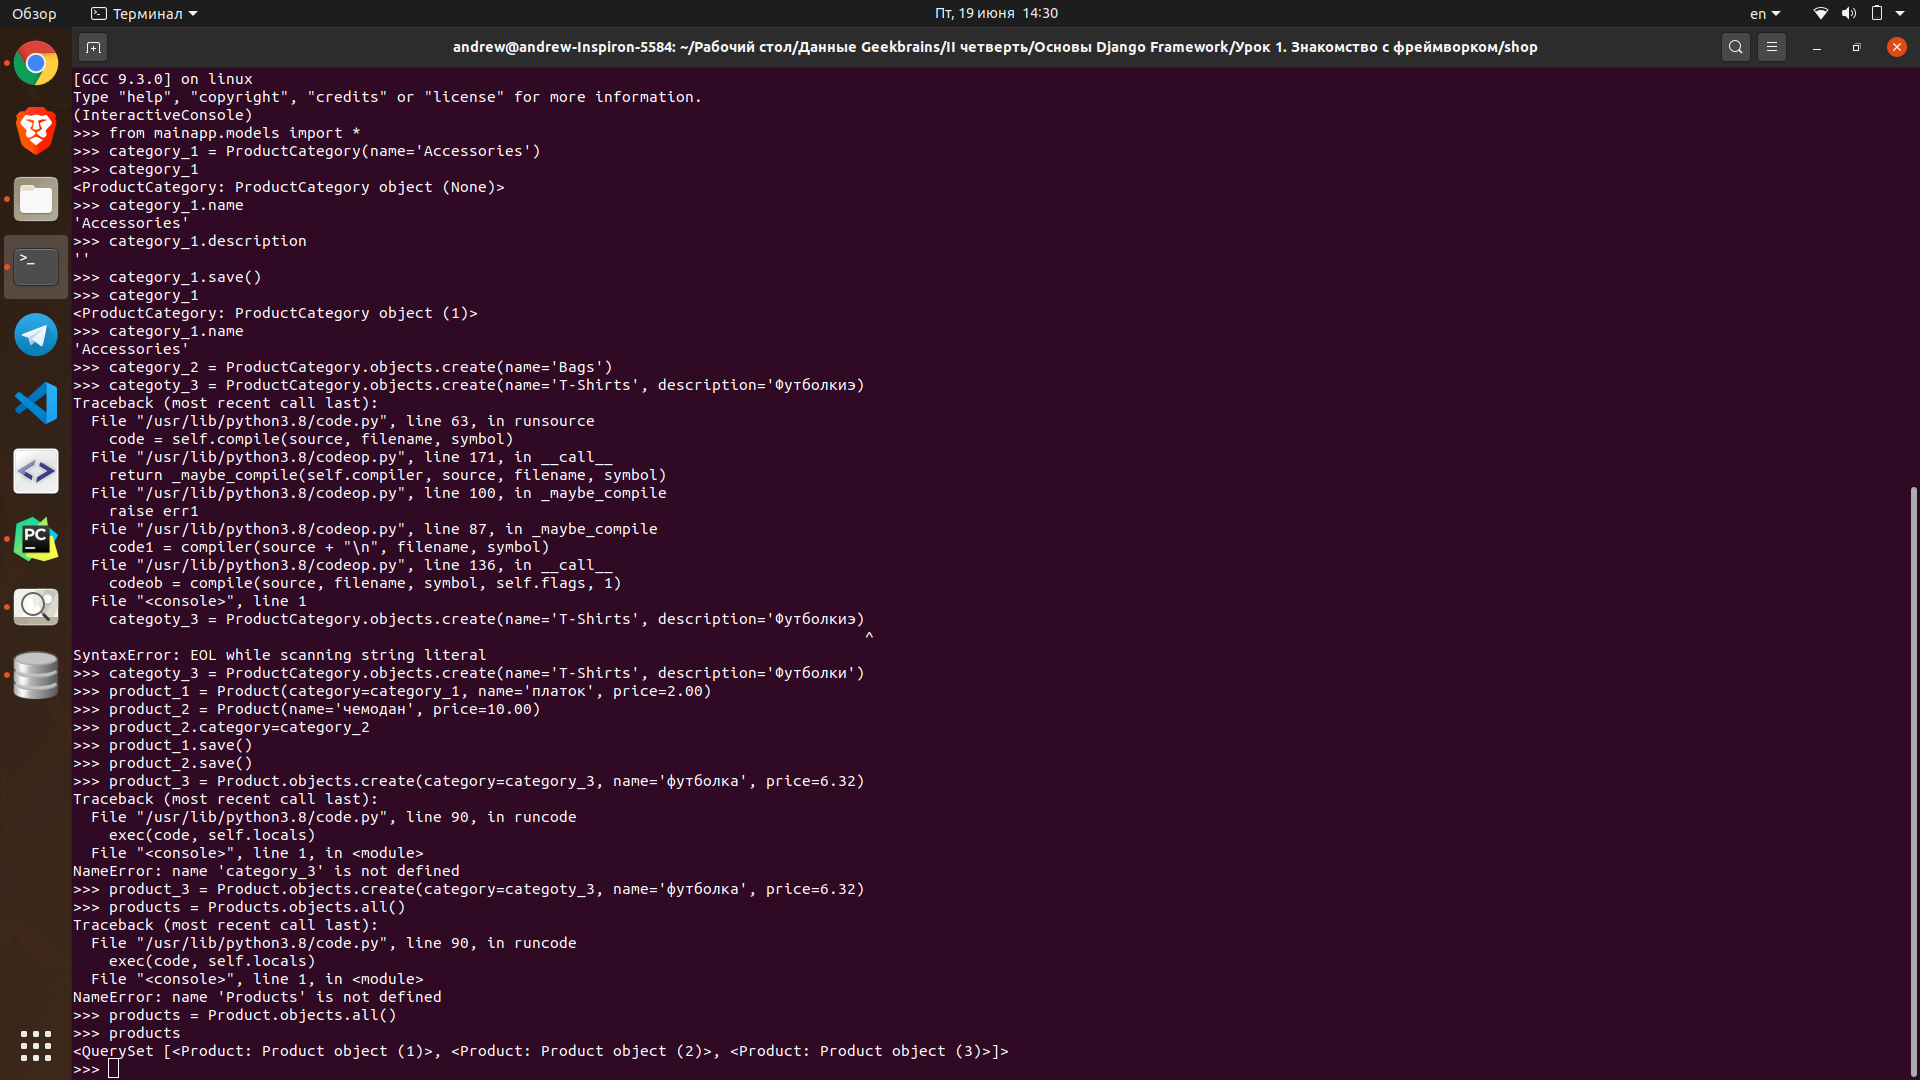 Обзор
Терминал
Пт, 19 июня 14:30
en
andrew@andrew-Inspiron-5584: ~/Рабочий стол/Данные Geekbrains/II четверть/Основы Django Framework/Урок 1. Знакомство с фреймворком/shop
[GCC 9.3.0] on linux
Type "help", "copyright", "credits" or "license" for more information.
(InteractiveConsole)
>>> from mainapp.models import *
>>> category_1 = ProductCategory(name='Accessories')
>>> category_1
<ProductCategory: ProductCategory object (None)>
>>> category_1.name
'Accessories'
>>> category_1.description
''
>>> category_1.save()
>>> category_1
<ProductCategory: ProductCategory object (1)>
>>> category_1.name
'Accessories'
>>> category_2 = ProductCategory.objects.create(name='Bags')
>>> categoty_3 = ProductCategory.objects.create(name='T-Shirts', description='Футболкиэ)
Traceback (most recent call last):
  File "/usr/lib/python3.8/code.py", line 63, in runsource
    code = self.compile(source, filename, symbol)
  File "/usr/lib/python3.8/codeop.py", line 171, in __call__
    return _maybe_compile(self.compiler, source, filename, symbol)
  File "/usr/lib/python3.8/codeop.py", line 100, in _maybe_compile
    raise err1
  File "/usr/lib/python3.8/codeop.py", line 87, in _maybe_compile
    code1 = compiler(source + "\n", filename, symbol)
  File "/usr/lib/python3.8/codeop.py", line 136, in __call__
    codeob = compile(source, filename, symbol, self.flags, 1)
  File "<console>", line 1
    categoty_3 = ProductCategory.objects.create(name='T-Shirts', description='Футболкиэ)
                                                                                        ^
SyntaxError: EOL while scanning string literal
>>> categoty_3 = ProductCategory.objects.create(name='T-Shirts', description='Футболки')
>>> product_1 = Product(category=category_1, name='платок', price=2.00)
>>> product_2 = Product(name='чемодан', price=10.00)
>>> product_2.category=category_2
>>> product_1.save()
>>> product_2.save()
>>> product_3 = Product.objects.create(category=category_3, name='футболка', price=6.32)
Traceback (most recent call last):
  File "/usr/lib/python3.8/code.py", line 90, in runcode
    exec(code, self.locals)
  File "<console>", line 1, in <module>
NameError: name 'category_3' is not defined
>>> product_3 = Product.objects.create(category=categoty_3, name='футболка', price=6.32)
>>> products = Products.objects.all()
Traceback (most recent call last):
  File "/usr/lib/python3.8/code.py", line 90, in runcode
    exec(code, self.locals)
  File "<console>", line 1, in <module>
NameError: name 'Products' is not defined
>>> products = Product.objects.all()
>>> products
<QuerySet [<Product: Product object (1)>, <Product: Product object (2)>, <Product: Product object (3)>]>
>>>
PC